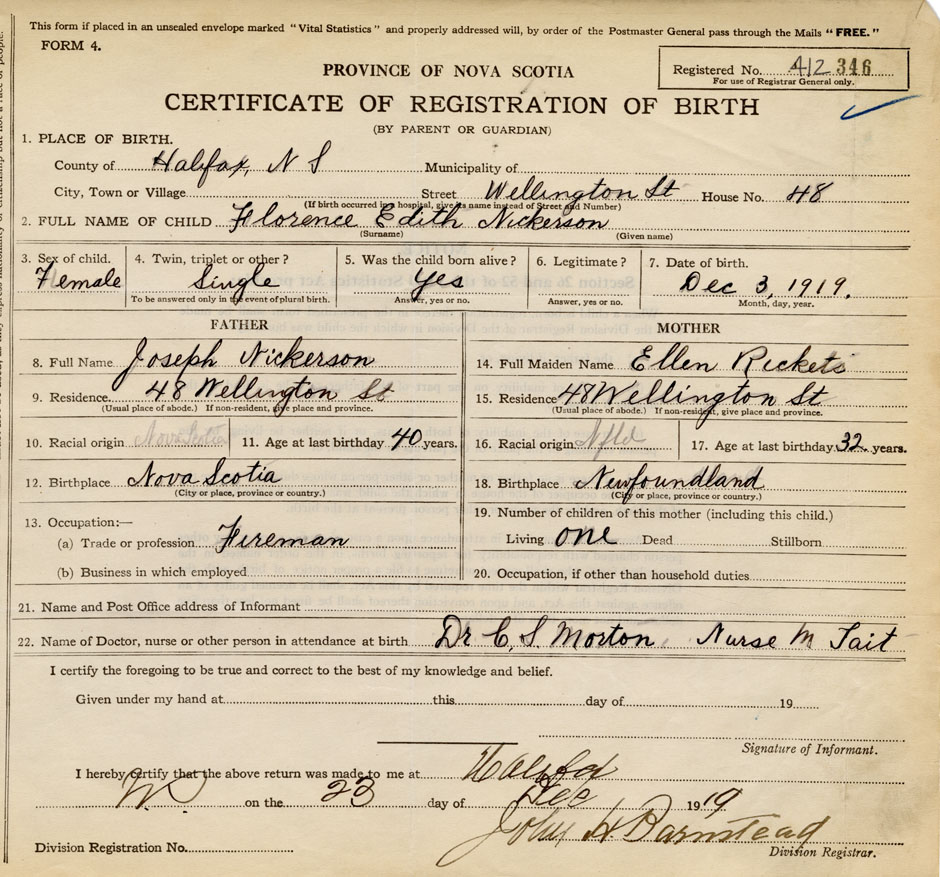 This form if placed in an unsealed envelope marked "Vital Statistics" and properly addressed will, by order of the Postmaster General pass through the Mails "FREE."
FORM 4.
Registered No. 412 346
For use of Registrar General only.
PROVINCE OF NOVA SCOTIA
CERTIFICATE OF REGISTRATION OF BIRTH
(BY PARENT OR GUARDIAN)
1. PLACE OF BIRTH.
County of Halifax, N S Municipality of
City, Town or Village Street Wellington St House No. 48
(If birth occurred in a hospital, give its name instead of Street and Number)
2. FULL NAME OF CHILD Florence Edith Nickerson
(Surname) (Given name)
3. Sex of child. 4. Twin, triplet or other? 5. Was the child born alive? 6. Legitimate? 7. Date of birth.
Female Single Yes Dec 3, 1919.
To be answered only in the event of plural birth. Answer, yes or no. Answer, yes or no. Month, day, year.
FATHER MOTHER
8. Full Name Joseph Nickerson 14. Full Maiden Name Ellen Rickets
9. Residence. 48 Wellington St 15. Residence 48 Wellington St
(Usual place of abode.) If non-resident, give place and province. (Usual place of abode.) If non-resident, give place and province.
10. Racial origin Nova Scotia 11. Age at last birthday 40 years. 16. Racial origin Nfld 17. Age at last birthday 32 years.
12. Birthplace Nova Scotia 18. Birthplace Newfoundland
(City or place, province or country.) (City or place, province or country.)
13. Occupation:— 19. Number of children of this mother (including this child.)
(a) Trade or profession Fireman Living one Dead Stillborn
(b) Business in which employed 20. Occupation, if other than household duties
21. Name and Post Office address of Informant
22. Name of Doctor, nurse or other person in attendance at birth Dr C. S. Morton, Nurse M Tait
I certify the foregoing to be true and correct to the best of my knowledge and belief.
Given under my hand at this day of 19
Signature of Informant.
I hereby certify that the above return was made to me at Halifax
on the 23 day of Dec 1919
John H Barnstead
Division Registration No. Division Registrar.